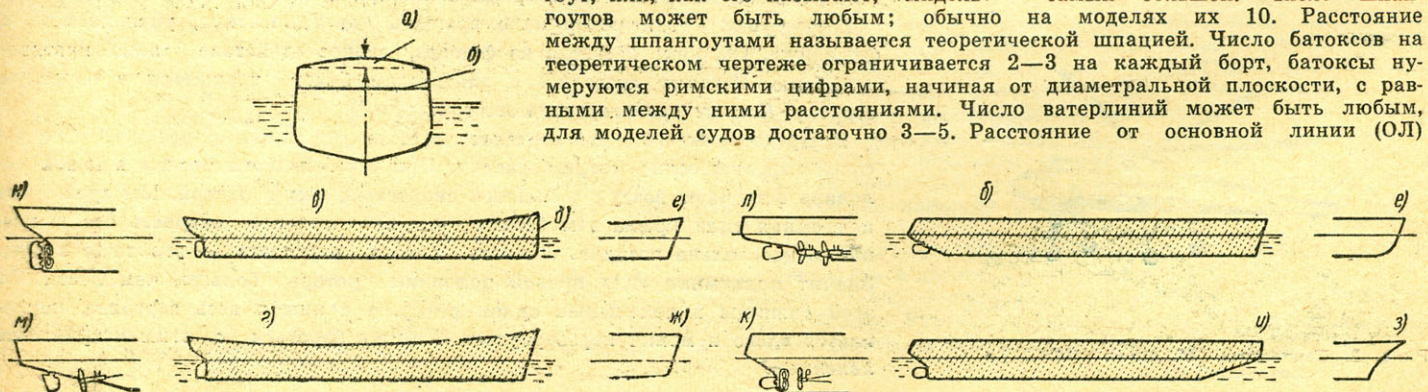 гоутов может быть любым; обычно на моделях их 10. Расстояние
между шпангоутами называется теоретической шпацией. Число батоксов на
теоретическом чертеже ограничивается 2—3 на каждый борт, батоксы ну-
меруются римскими цифрами, начиная от диаметральной плоскости, с рав-
ными между ними расстояниями. Число ватерлиний может быть любым,
для моделей судов достаточно 3—5. Расстояние от основной линии (ОЛ)
а)
б)
н) в) д) е) л) б) е)
м) г) ж) к) и) з)